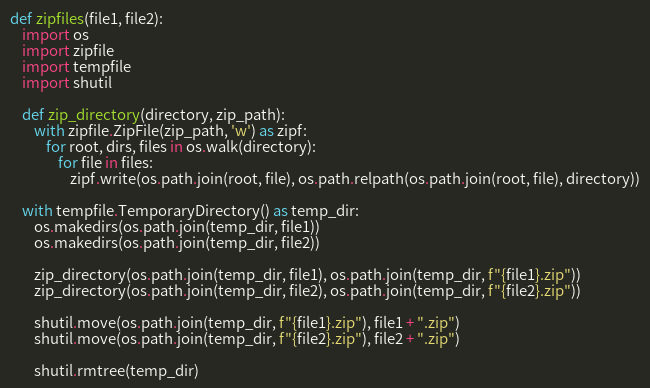 def zipfiles(file1, file2):
    import os
    import zipfile
    import tempfile
    import shutil

    def zip_directory(directory, zip_path):
        with zipfile.ZipFile(zip_path, 'w') as zipf:
            for root, dirs, files in os.walk(directory):
                for file in files:
                    zipf.write(os.path.join(root, file), os.path.relpath(os.path.join(root, file), directory))

    with tempfile.TemporaryDirectory() as temp_dir:
        os.makedirs(os.path.join(temp_dir, file1))
        os.makedirs(os.path.join(temp_dir, file2))

        zip_directory(os.path.join(temp_dir, file1), os.path.join(temp_dir, f"{file1}.zip"))
        zip_directory(os.path.join(temp_dir, file2), os.path.join(temp_dir, f"{file2}.zip"))

        shutil.move(os.path.join(temp_dir, f"{file1}.zip"), file1 + ".zip")
        shutil.move(os.path.join(temp_dir, f"{file2}.zip"), file2 + ".zip")

        shutil.rmtree(temp_dir)